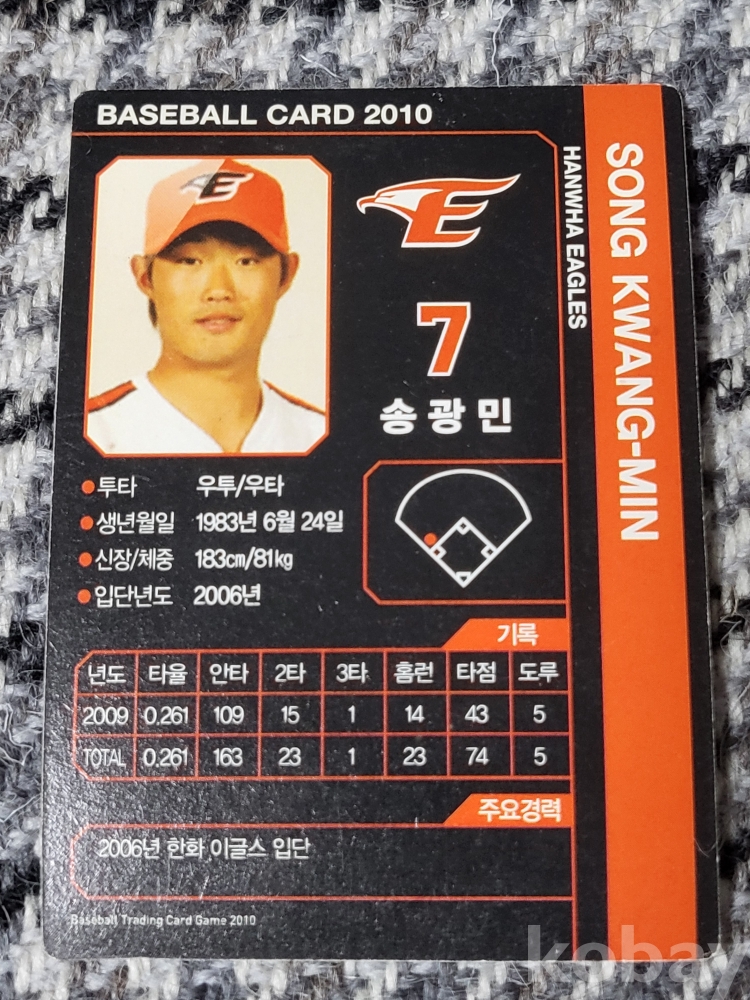 BASEBALL CARD 2010
E
E
7
송광민
HANWHA EAGLES
SONG KWANG-MIN
투타 우투/우타
생년월일 1983년 6월 24일
신장/체중 183cm/81kg
입단년도 2006년
기록
년도 타율 안타 2타 3타 홈런 타점 도루
2009 0.261 109 15 1 14 43 5
TOTAL 0.261 163 23 1 23 74 5
주요경력
2006년 한화 이글스 입단
Baseball Trading Card Game 2010
kobay